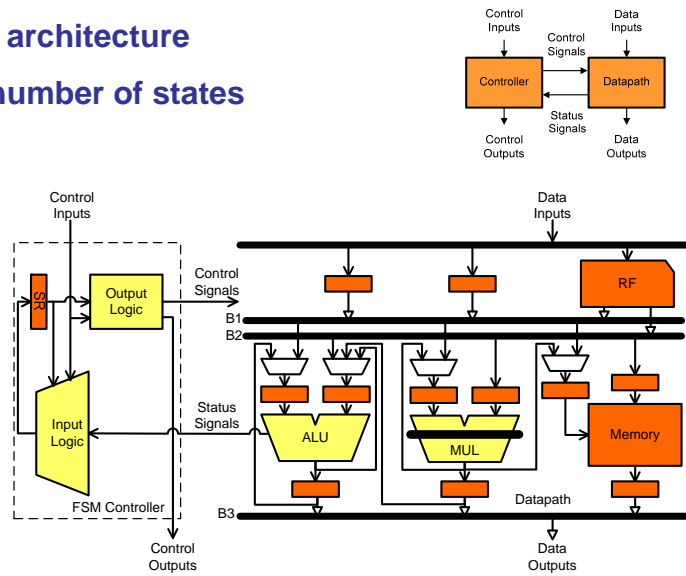 architecture
number of states
Control
Inputs
Data
Inputs
Control
Signals
Controller
Datapath
Status
Signals
Control
Outputs
Data
Outputs
Control
Inputs
Data
Inputs
SR
Output
Logic
Control
Signals
RF
B1
B2
Input
Logic
Status
Signals
ALU
MUL
Memory
FSM Controller
Datapath
B3
Control
Outputs
Data
Outputs